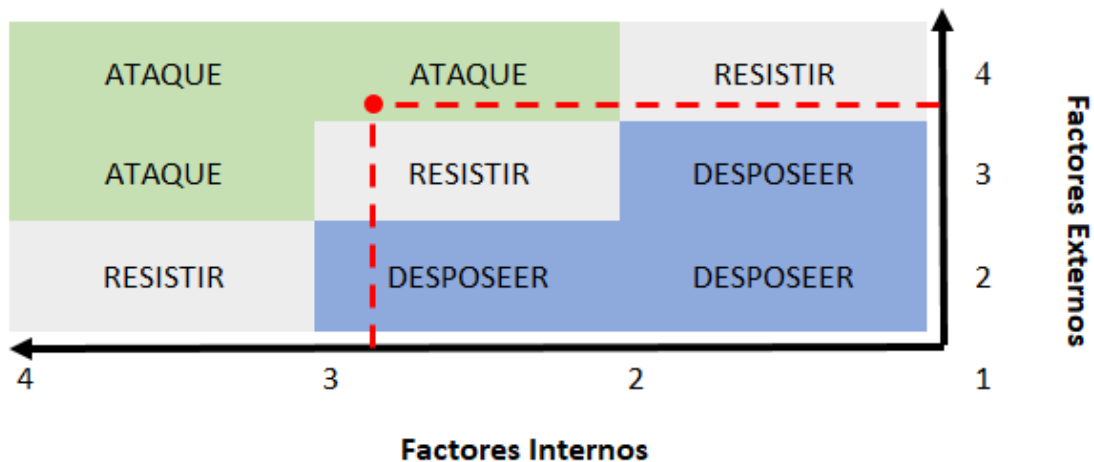 ATAQUE ATAQUE RESISTIR 4
ATAQUE RESISTIR DESPOSEER 3
RESISTIR DESPOSEER DESPOSEER 2
4 3 2 1
Factores Externos
Factores Internos